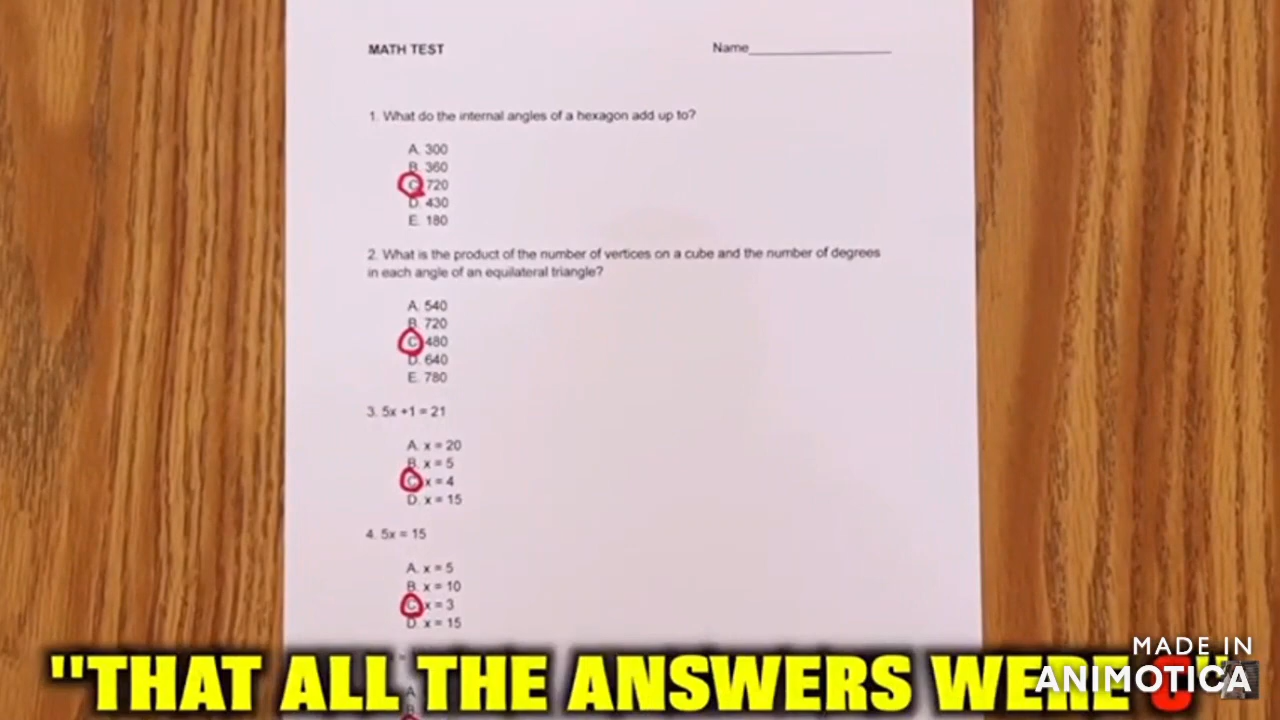 MATH TEST Name
1. What do the internal angles of a hexagon add up to?
A. 300
B. 360
C. 720
D. 430
E. 180
2. What is the product of the number of vertices on a cube and the number of degrees
in each angle of an equilateral triangle?
A. 540
B. 720
C. 480
D. 640
E. 780
3. 5x +1 = 21
A. x = 20
B. x = 5
C. x = 4
D. x = 15
4. 5x = 15
A. x = 5
B. x = 10
C. x = 3
D. x = 15
"THAT ALL THE ANSWERS WERE C"
MADE IN
ANIMOTICA